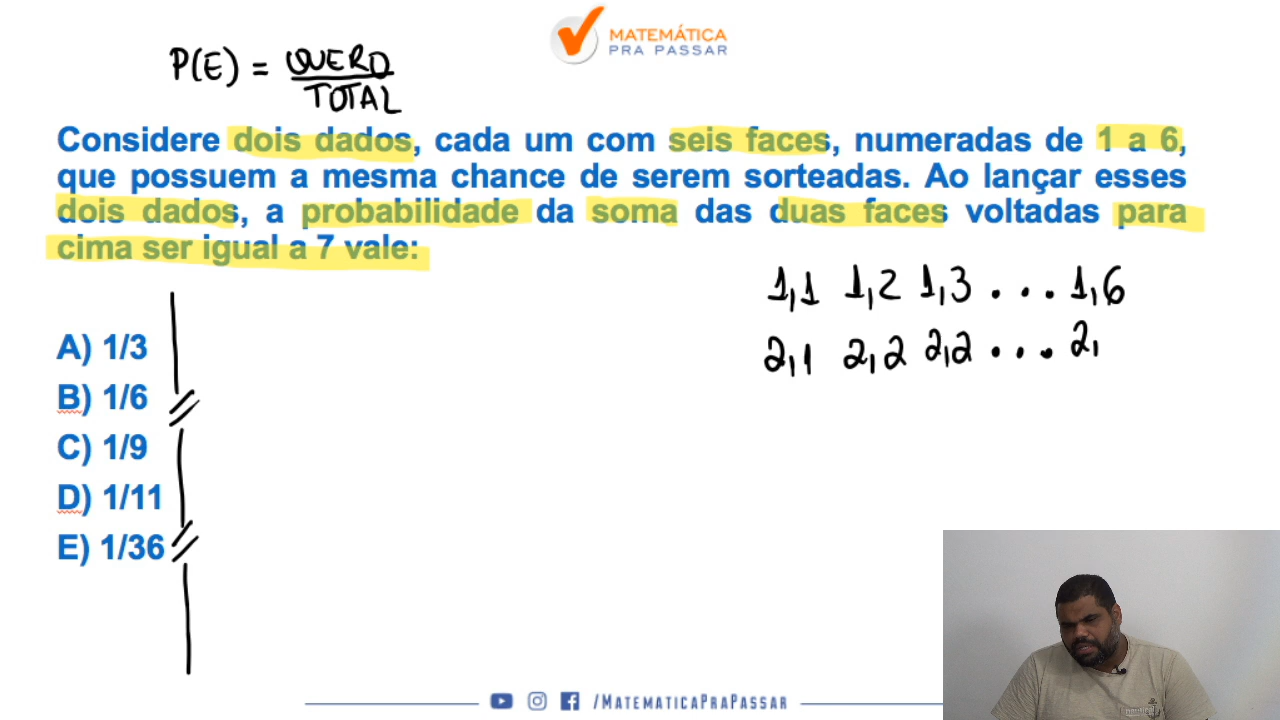 MATEMÁTICA
PRA PASSAR
P(E) = QUERO
TOTAL
Considere dois dados, cada um com seis faces, numeradas de 1 a 6,
que possuem a mesma chance de serem sorteadas. Ao lançar esses
dois dados, a probabilidade da soma das duas faces voltadas para
cima ser igual a 7 vale:
1,1 1,2 1,3 ... 1,6
2,1 2,2 2,2 ... 2,
A) 1/3
B) 1/6
C) 1/9
D) 1/11
E) 1/36
/MATEMATICAPRAPASSAR